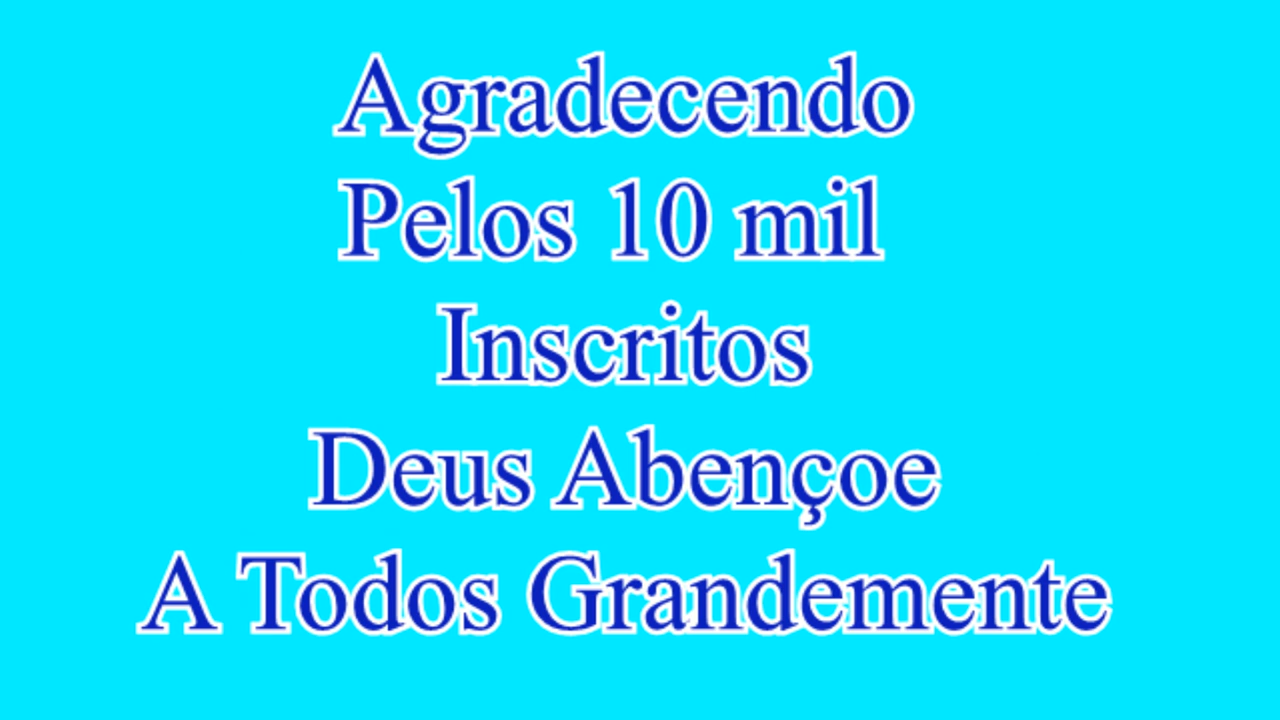 Agradecendo
Pelos 10 mil
Inscritos
Deus Abençoe
A Todos Grandemente